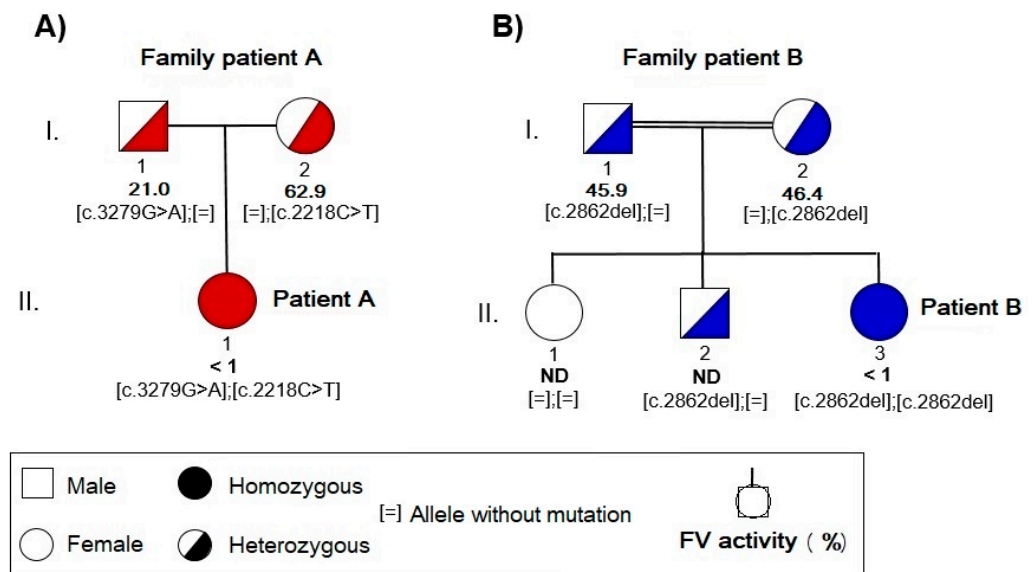 A)
Family patient A
I.
1
2
21.0
62.9
[c.3279G>A];[=]
[=];[c.2218C>T]
II.
Patient A
1
< 1
[c.3279G>A];[c.2218C>T]
B)
Family patient B
I.
1
2
45.9
46.4
[c.2862del];[=]
[=];[c.2862del]
II.
Patient B
1
2
3
ND
ND
< 1
[=];[=]
[c.2862del];[=]
[c.2862del];[c.2862del]
Male
Homozygous
[=] Allele without mutation
Female
Heterozygous
FV activity ( %)